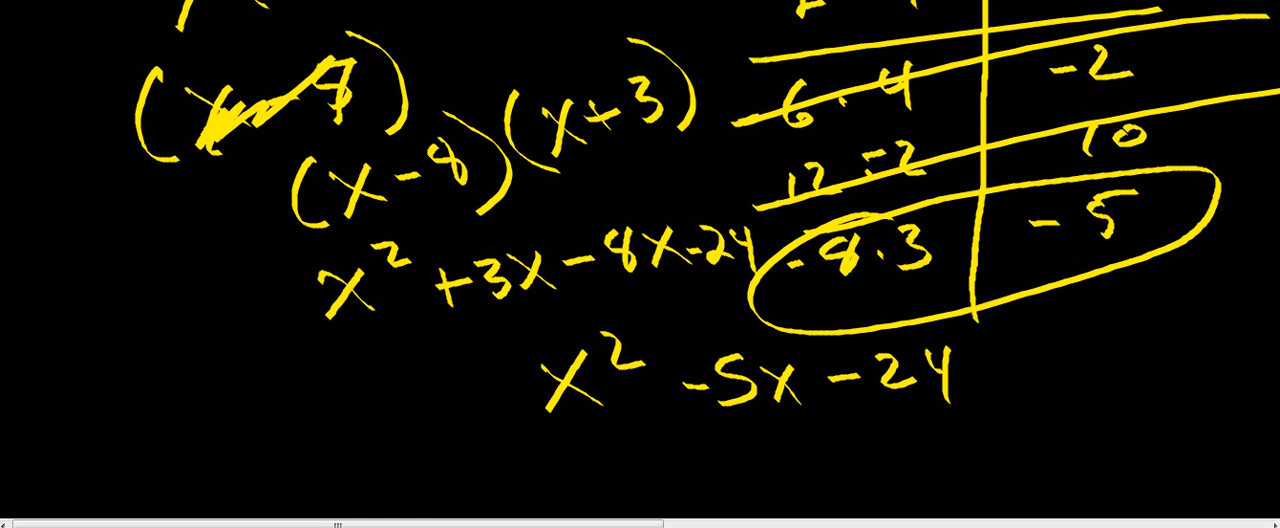 (x + 3)
(x - 8)
x² + 3x - 8x - 24
x² - 5x - 24
6 · 4 -2
12 · -2 10
-8 · 3 -5